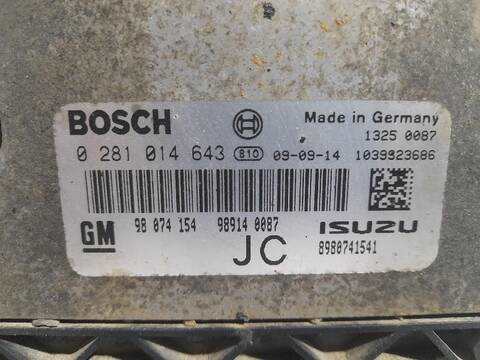 BOSCH Made in Germany
1325 0087
0 281 014 643 810 09-09-14 1039S23686
GM 98 074 154 98914 0087 ISUZU
JC 8980741541